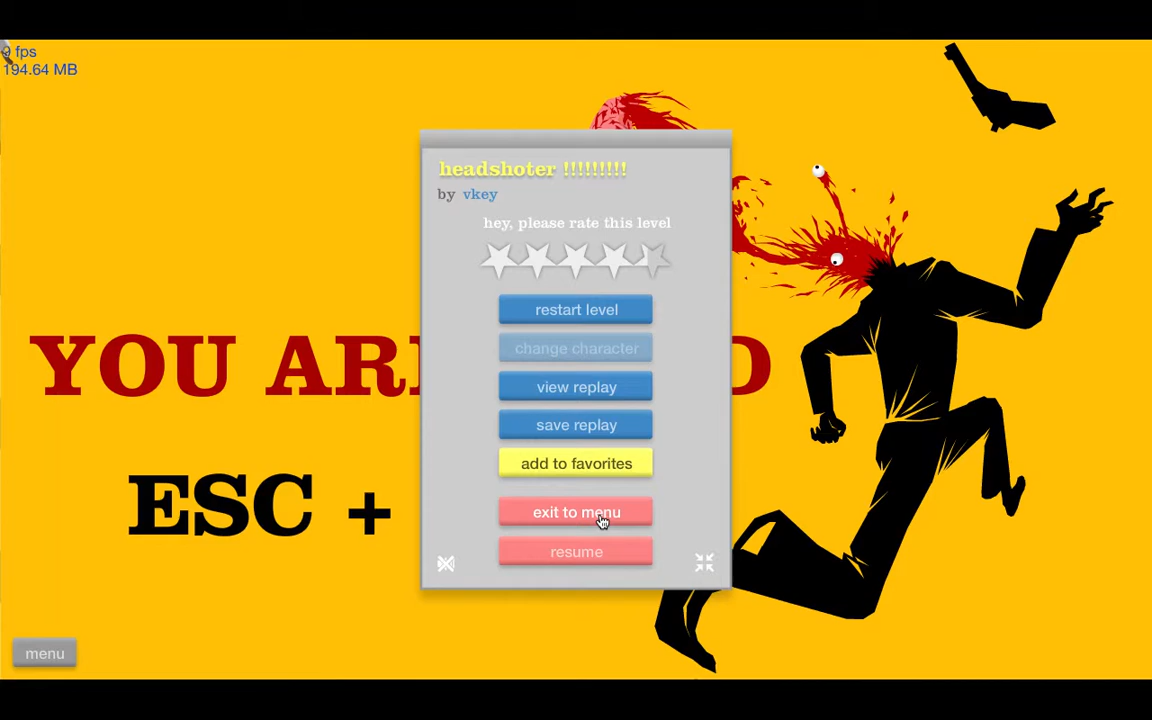 9 fps
194.64 MB
headshoter !!!!!!!!!
by vkey
hey, please rate this level
restart level
change character
view replay
YOU AR D
save replay
add to favorites
ESC +
exit to menu
resume
menu